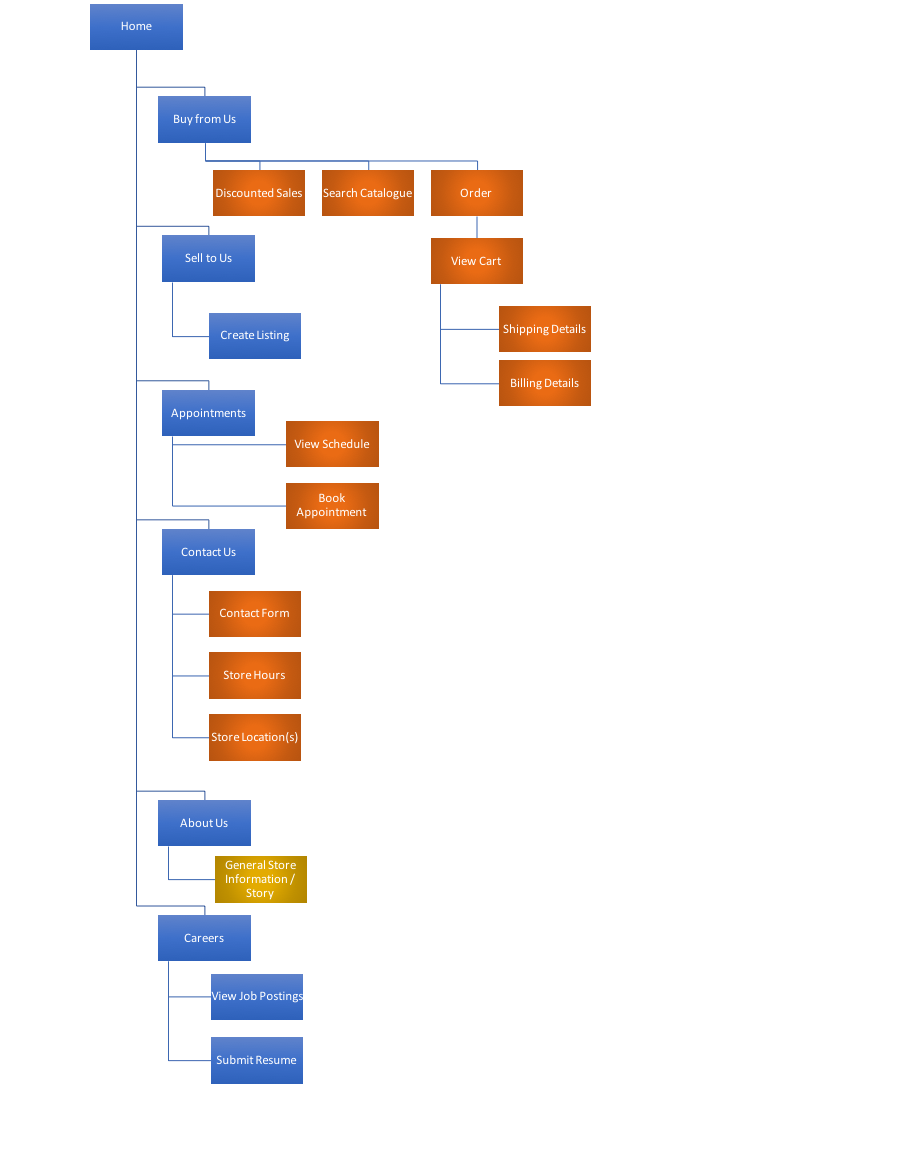 Home
Buy from Us
Discounted Sales
Search Catalogue
Order
Sell to Us
View Cart
Create Listing
Shipping Details
Billing Details
Appointments
View Schedule
Book
Appointment
Contact Us
Contact Form
Store Hours
Store Location(s)
About Us
General Store
Information /
Story
Careers
View Job Postings
Submit Resume